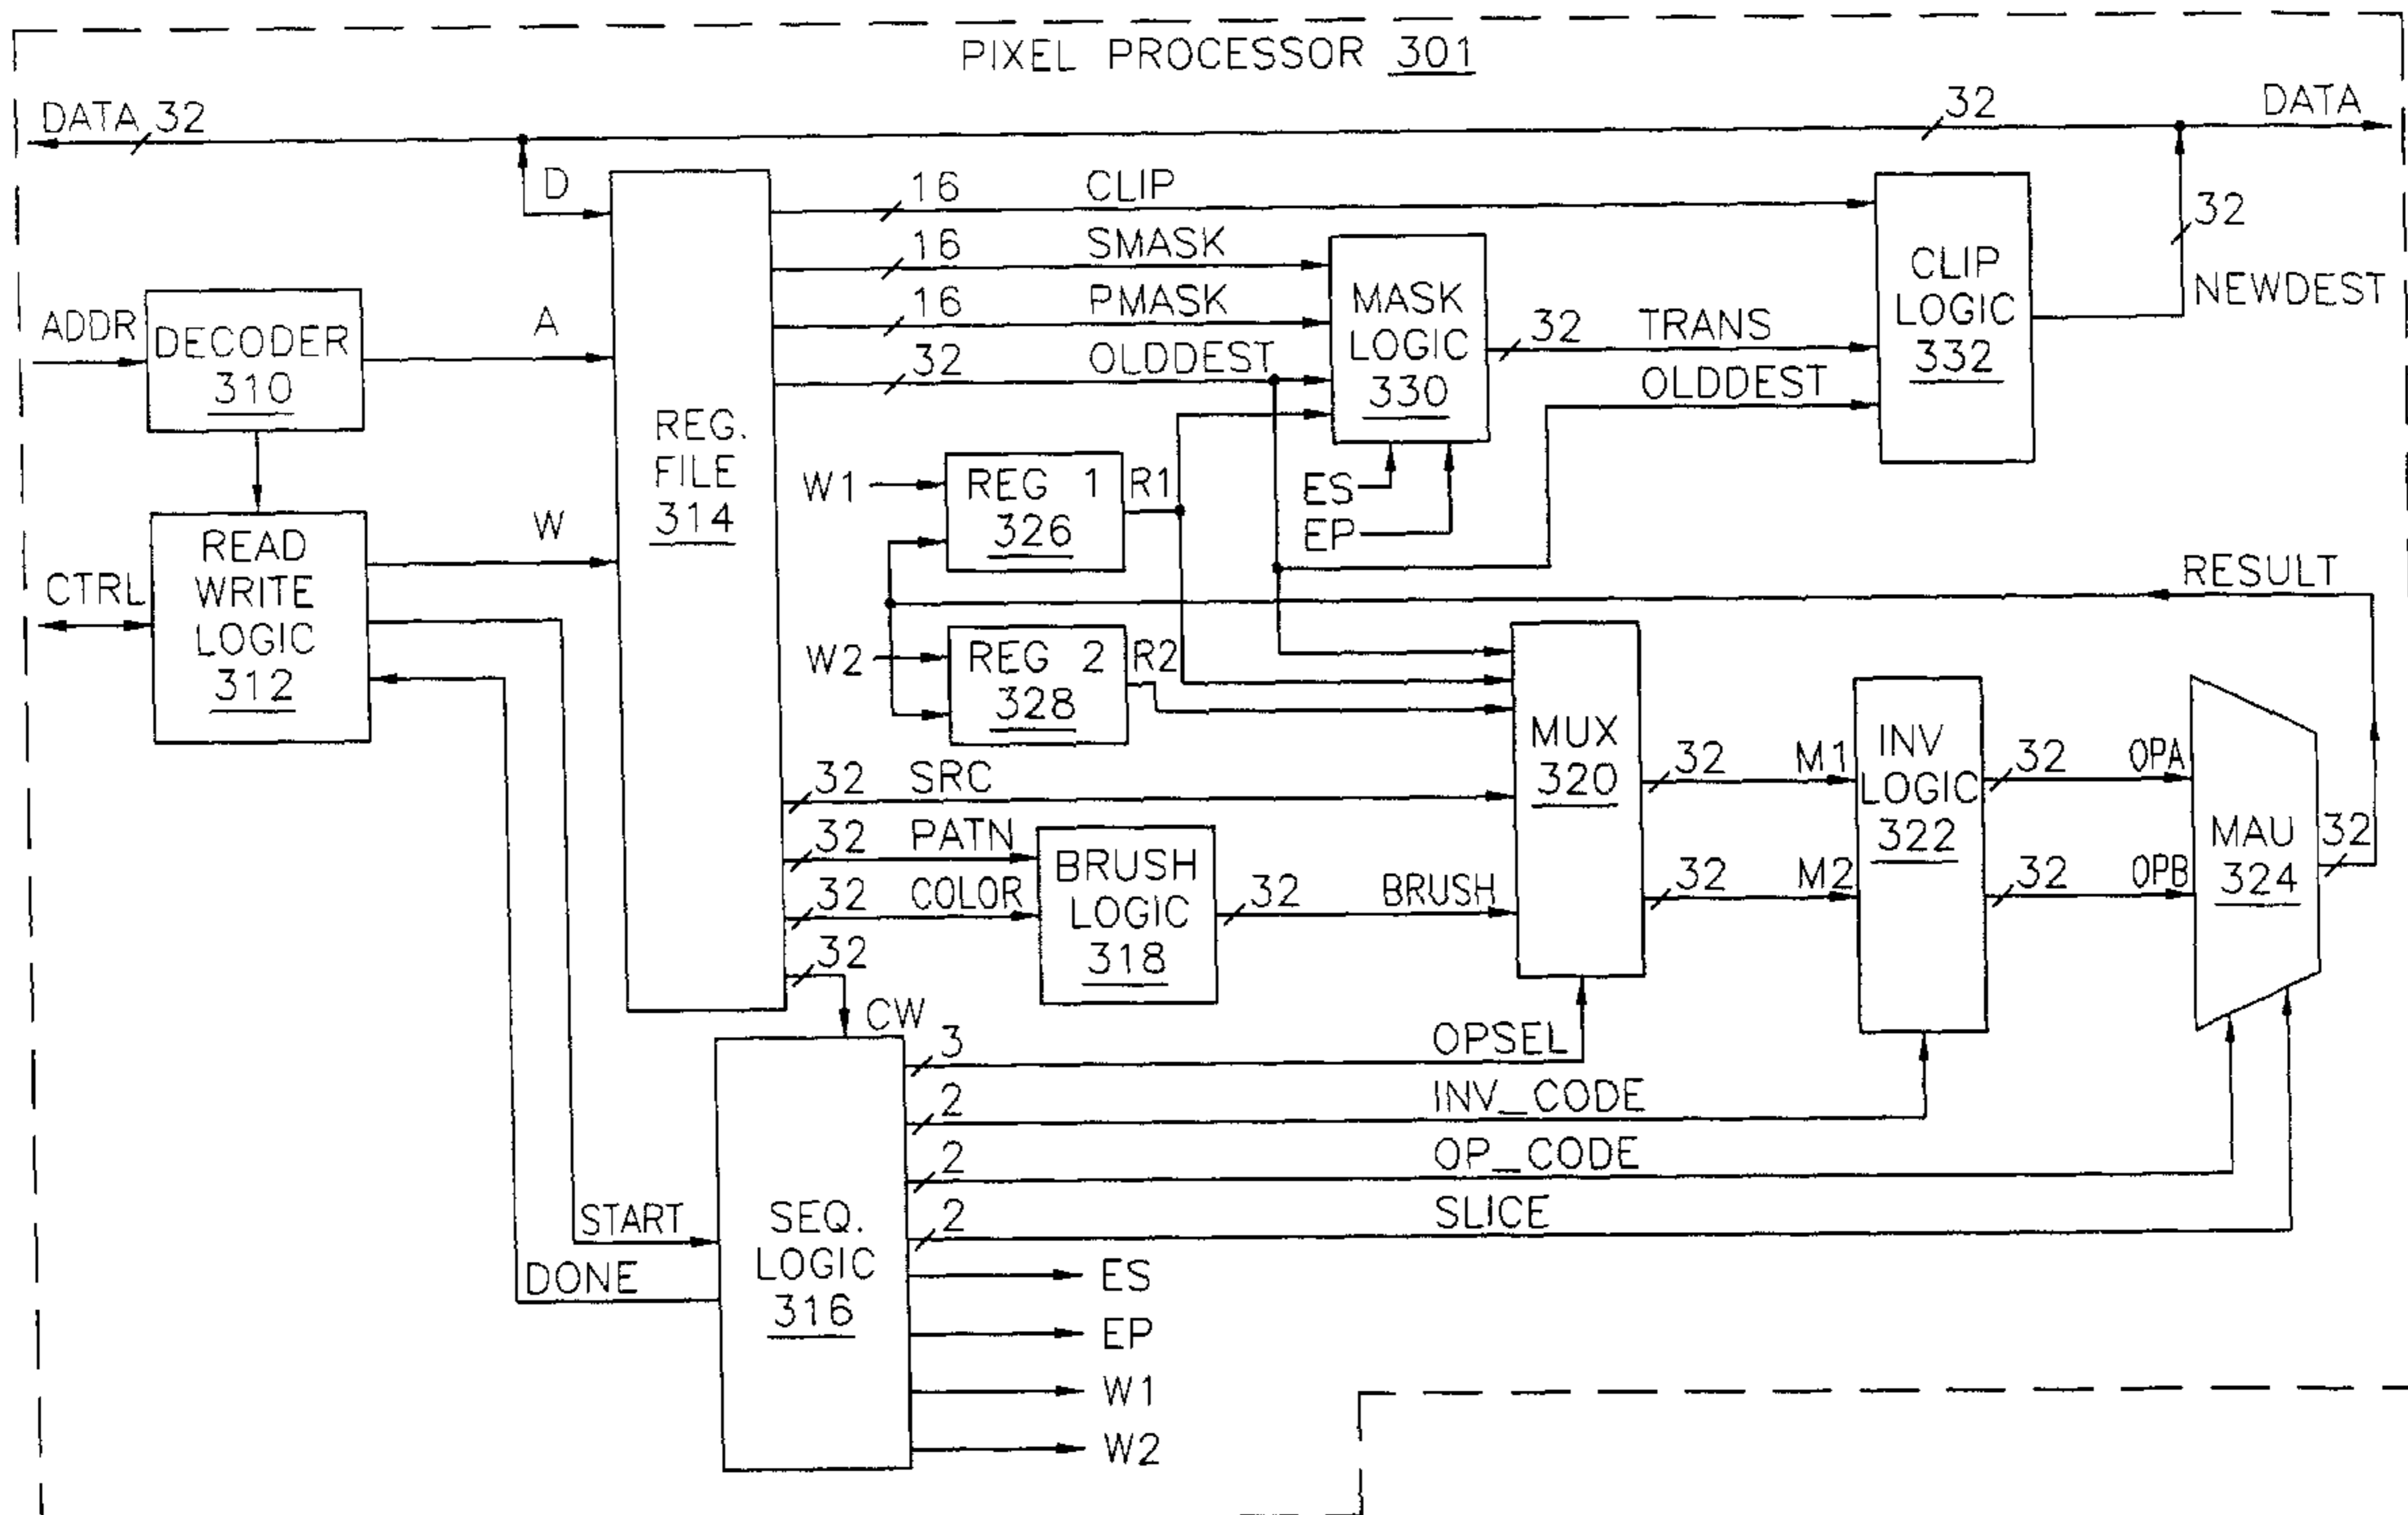 PIXEL PROCESSOR 301
DATA 32
32 DATA
D
16 CLIP
16 SMASK
16 PMASK
32 OLDDEST
ADDR
DECODER
310
A
REG.
FILE
314
MASK
LOGIC
330
32 TRANS
OLDDEST
CLIP
LOGIC
332
32
NEWDEST
W1
REG 1
326
R1
ES
EP
CTRL
READ
WRITE
LOGIC
312
W
RESULT
W2
REG 2
328
R2
32 SRC
32 PATN
32 COLOR
32
CW
BRUSH
LOGIC
318
32 BRUSH
MUX
320
32 M1
32 M2
INV
LOGIC
322
32 OPA
32 OPB
MAU
324
32
START
DONE
SEQ.
LOGIC
316
3 OPSEL
2 INV_CODE
2 OP_CODE
2 SLICE
ES
EP
W1
W2